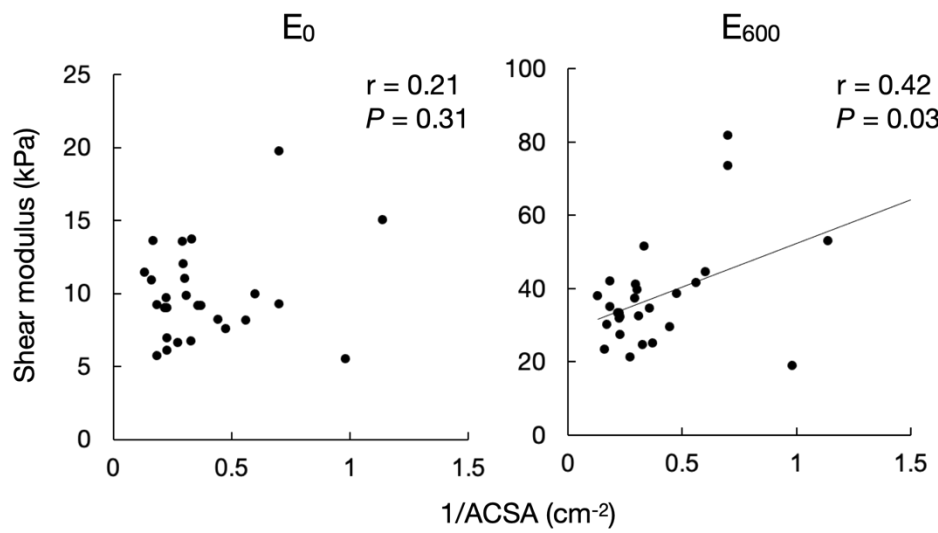 E₀
E₆₀₀
r = 0.21
P = 0.31
r = 0.42
P = 0.03
Shear modulus (kPa)
25
20
15
10
5
0
0 0.5 1 1.5
100
80
60
40
20
0
0 0.5 1 1.5
1/ACSA (cm⁻²)